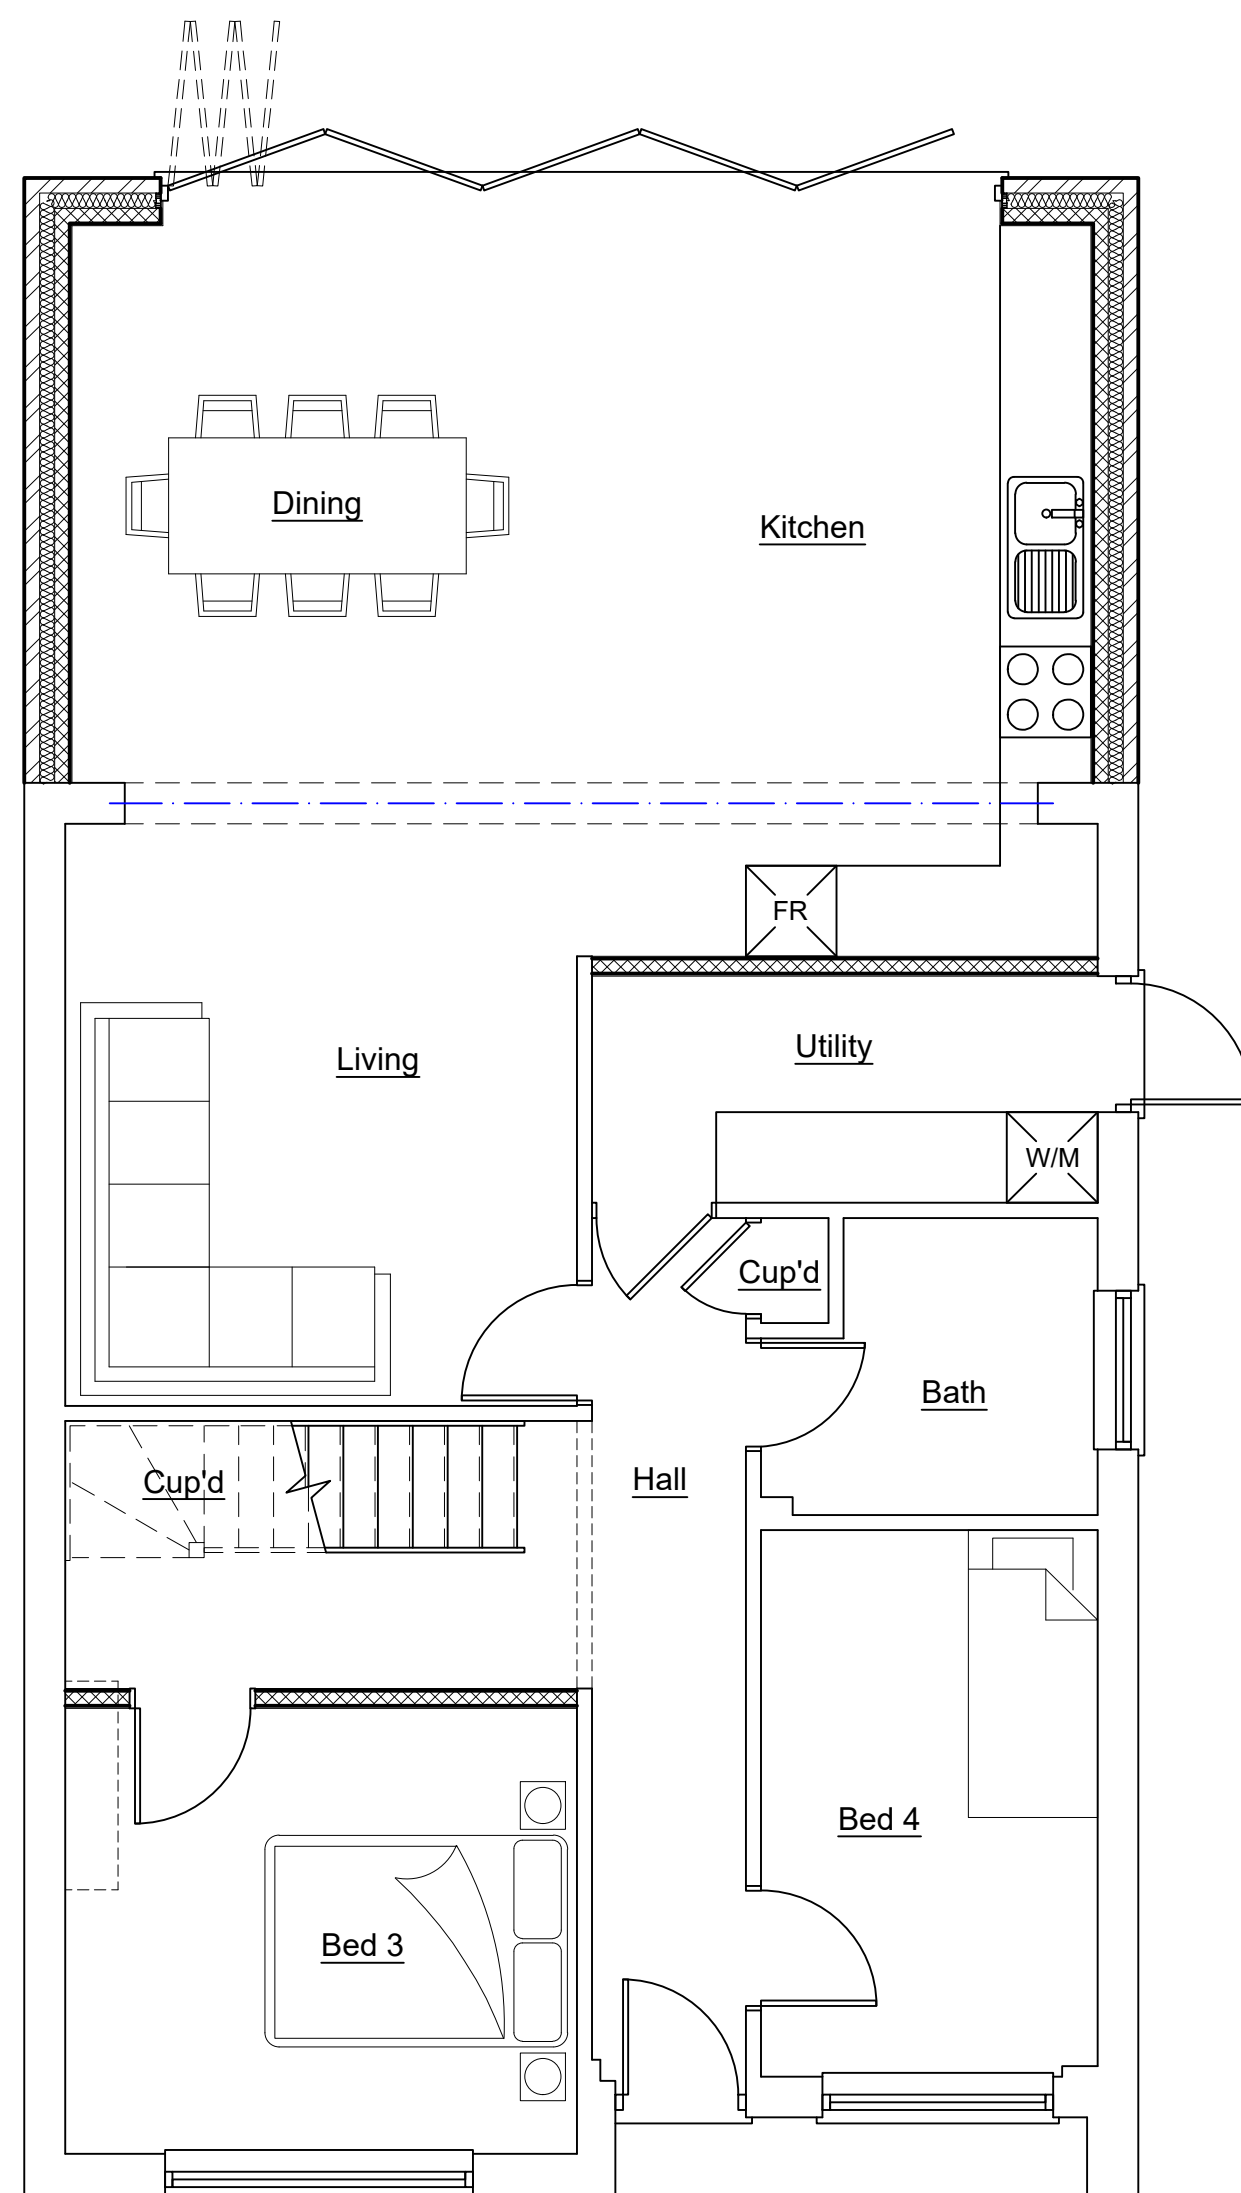 Dining
Kitchen
FR
Utility
Living
W/M
Cup'd
Bath
Hall
Cup'd
Bed 4
Bed 3